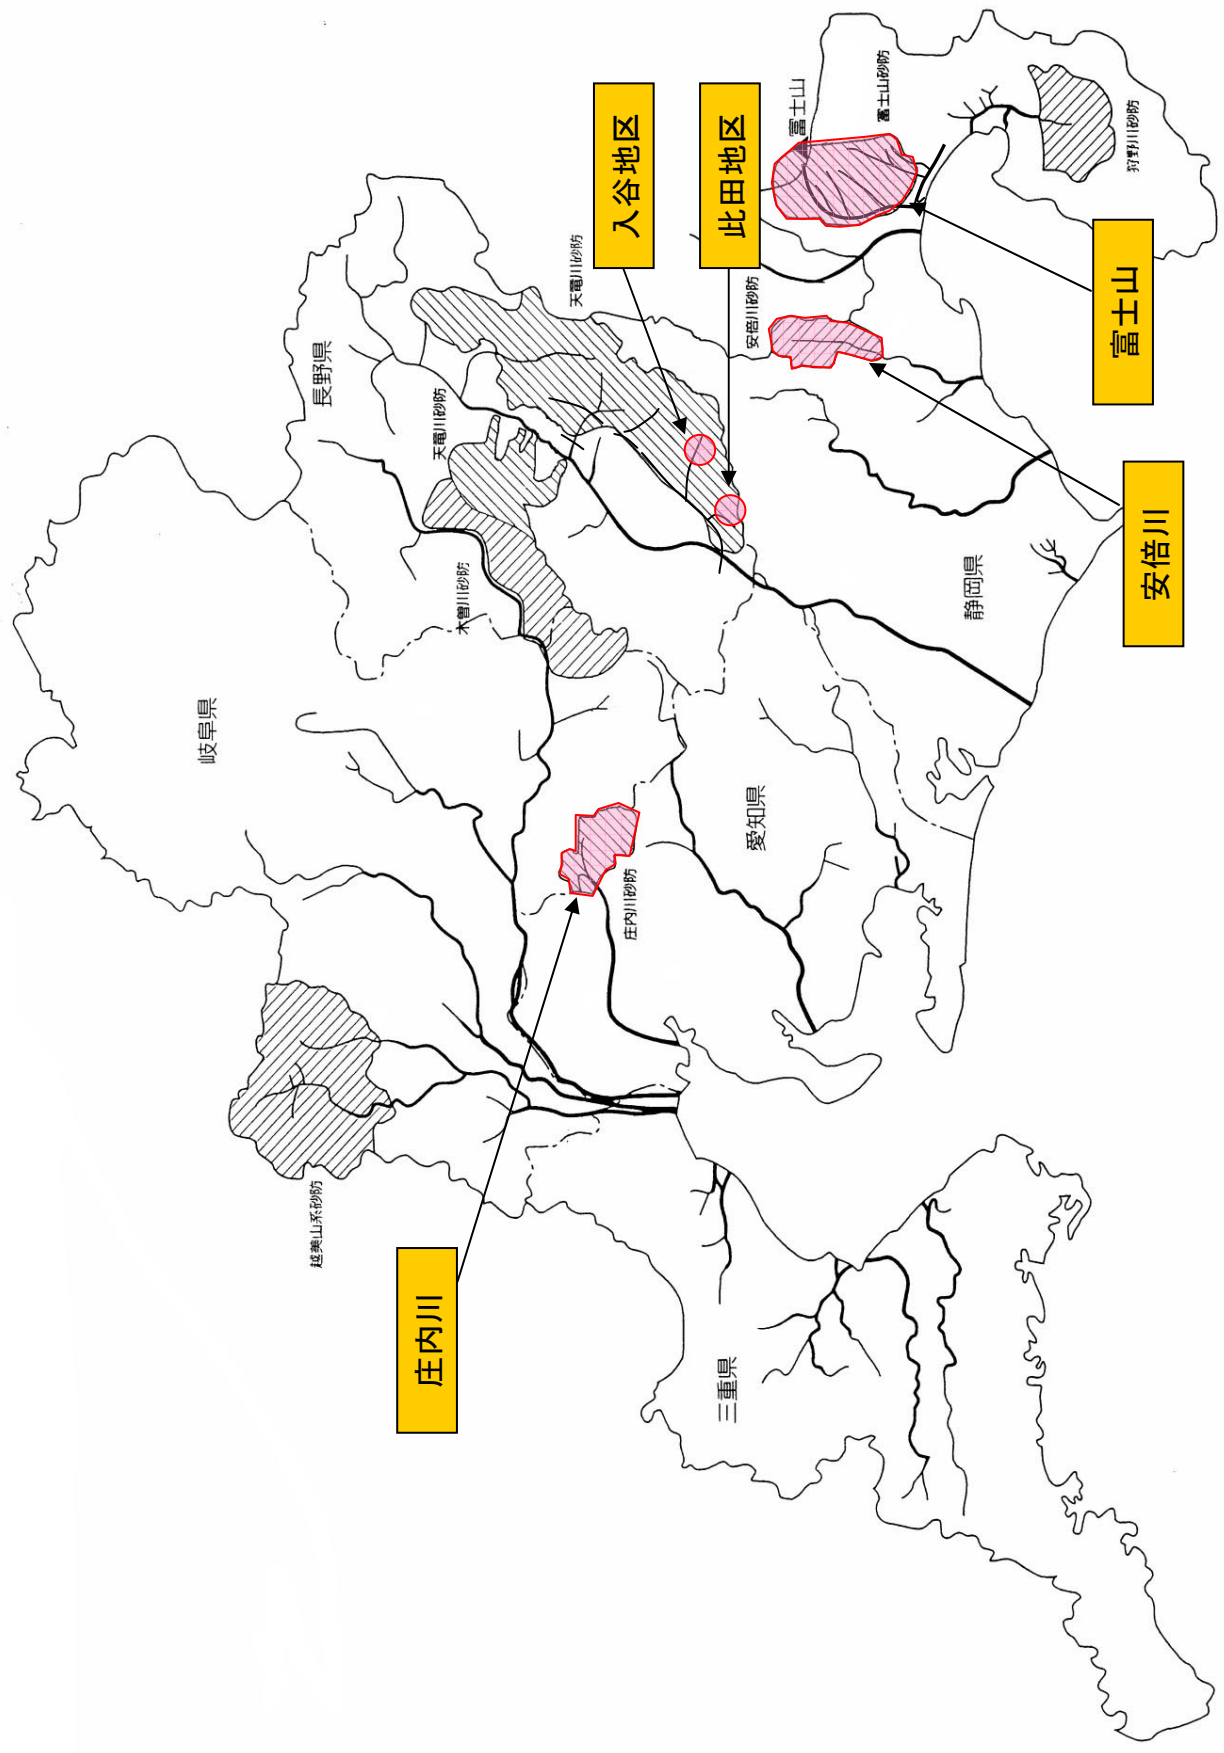 入谷地区
此田地区
富士山
富士山砂防
狩野川砂防
天竜川砂防
安倍川砂防
富士山
長野県
天竜川砂防
安倍川
木曽川砂防
静岡県
岐阜県
愛知県
庄内川砂防
越美山系砂防
庄内川
三重県